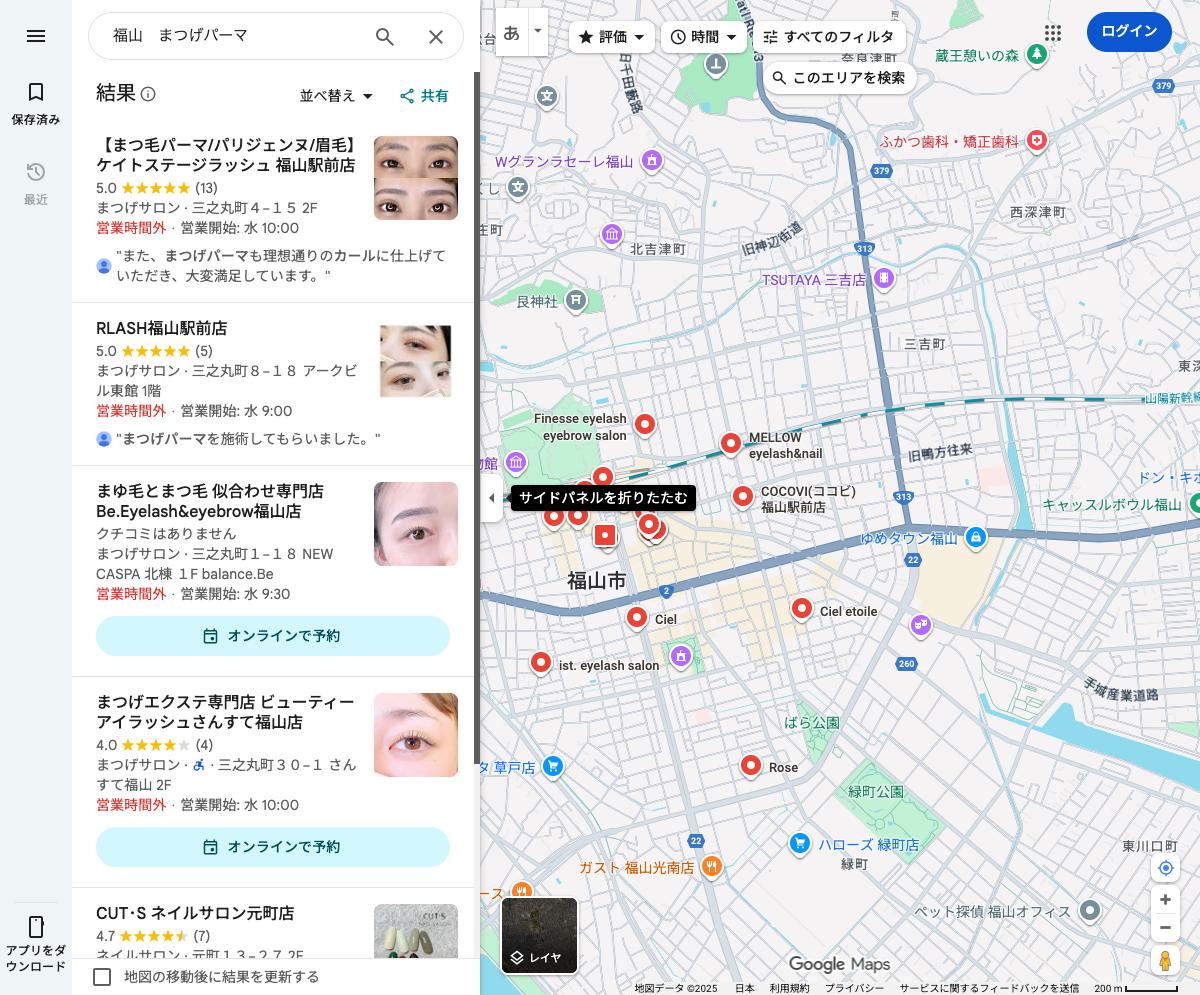 福山　まつげパーマ
保存済み
最近
アプリをダ
ウンロード
結果
並べ替え
共有
【まつ毛パーマ/パリジェンヌ/眉毛】
ケイトステージラッシュ 福山駅前店
5.0 ★★★★★ (13)
まつげサロン · 三之丸町４−１５ 2F
営業時間外 · 営業開始: 水 10:00
"また、まつげパーマも理想通りのカールに仕上げて
いただき、大変満足しています。"
RLASH福山駅前店
5.0 ★★★★★ (5)
まつげサロン · 三之丸町８−１８ アークビ
ル東館 1階
営業時間外 · 営業開始: 水 9:00
"まつげパーマを施術してもらいました。"
まゆ毛とまつ毛 似合わせ専門店
Be.Eyelash&eyebrow福山店
クチコミはありません
まつげサロン · 三之丸町１−１８ NEW
CASPA 北棟 １F balance.Be
営業時間外 · 営業開始: 水 9:30
オンラインで予約
まつげエクステ専門店 ビューティー
アイラッシュさんすて福山店
4.0 ★★★★★ (4)
まつげサロン · · 三之丸町３０−１ さん
すて福山 2F
営業時間外 · 営業開始: 水 10:00
オンラインで予約
CUT･S ネイルサロン元町店
4.7 ★★★★★ (7)
ネイルサロン · 元町１３−２７ 2F
CUT·S
地図の移動後に結果を更新する
あ
評価
時間
すべてのフィルタ
このエリアを検索
ログイン
奈良津町
蔵王憩いの森
379
ふかつ歯科・矯正歯科
379
Wグランラセーレ福山
西深津町
北吉津町
旧神辺街道
313
TSUTAYA 三吉店
艮神社
三吉町
山陽新幹線
Finesse eyelash
eyebrow salon
MELLOW
eyelash&nail
旧鴨方往来
サイドパネルを折りたたむ
COCOVI(ココビ)
福山駅前店
313
ドン・キホ
キャッスルボウル福山
ゆめタウン福山
22
福山市
2
Ciel
Ciel etoile
ist. eyelash salon
260
手城産業道路
ばら公園
タ 草戸店
Rose
緑町公園
22
ハローズ 緑町店
緑町
ガスト 福山光南店
東川口町
ペット探偵 福山オフィス
レイヤ
Google Maps
地図データ ©2025 日本 利用規約 プライバシー サービスに関するフィードバックを送信 200 m